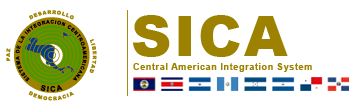 DESARROLLO
PAZ
LIBERTAD
DEMOCRACIA
SISTEMA DE LA INTEGRACION CENTROAMERICANA
SICA
SICA
Central American Integration System